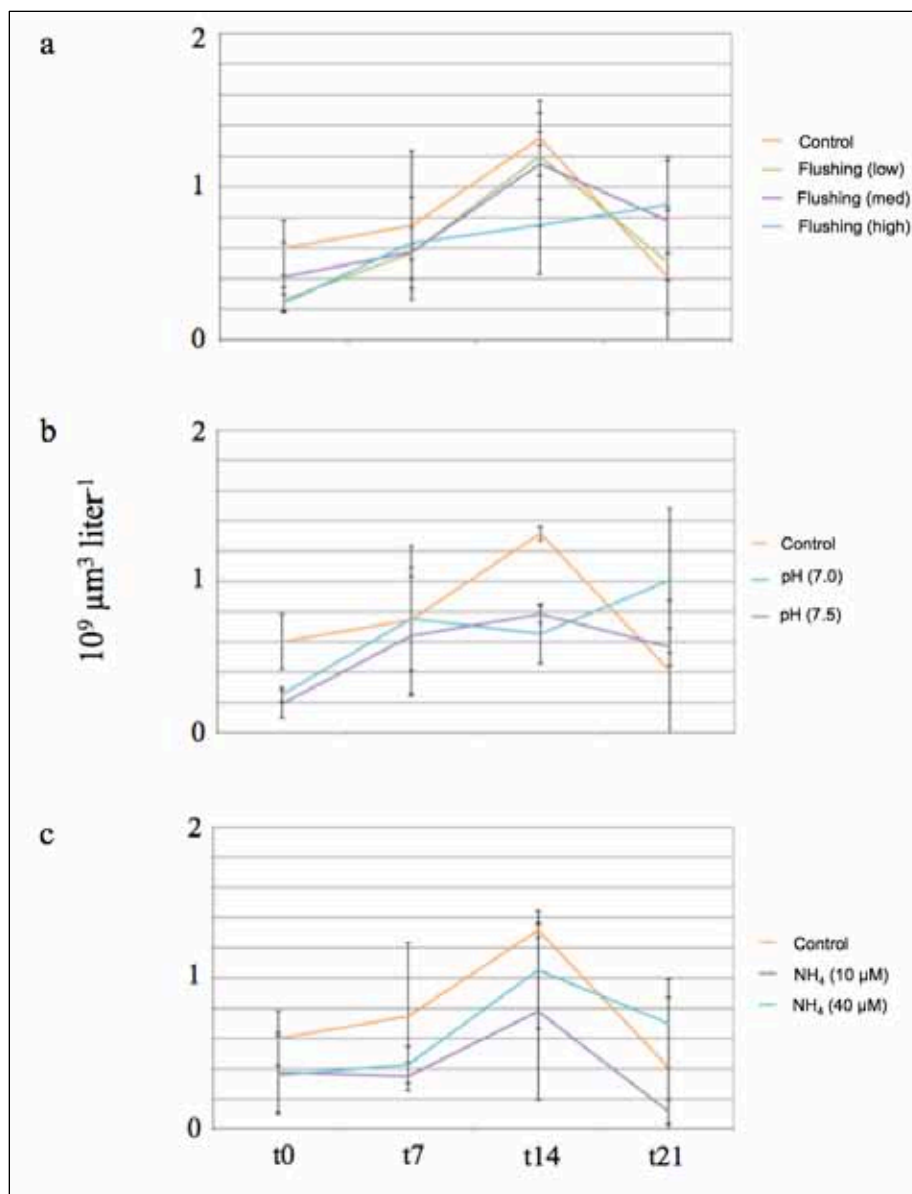 a
2
1
0
Control
Flushing (low)
Flushing (med)
Flushing (high)
b
10⁹ µm³ liter⁻¹
2
1
0
Control
pH (7.0)
pH (7.5)
c
2
1
0
Control
NH₄ (10 µM)
NH₄ (40 µM)
t0 t7 t14 t21